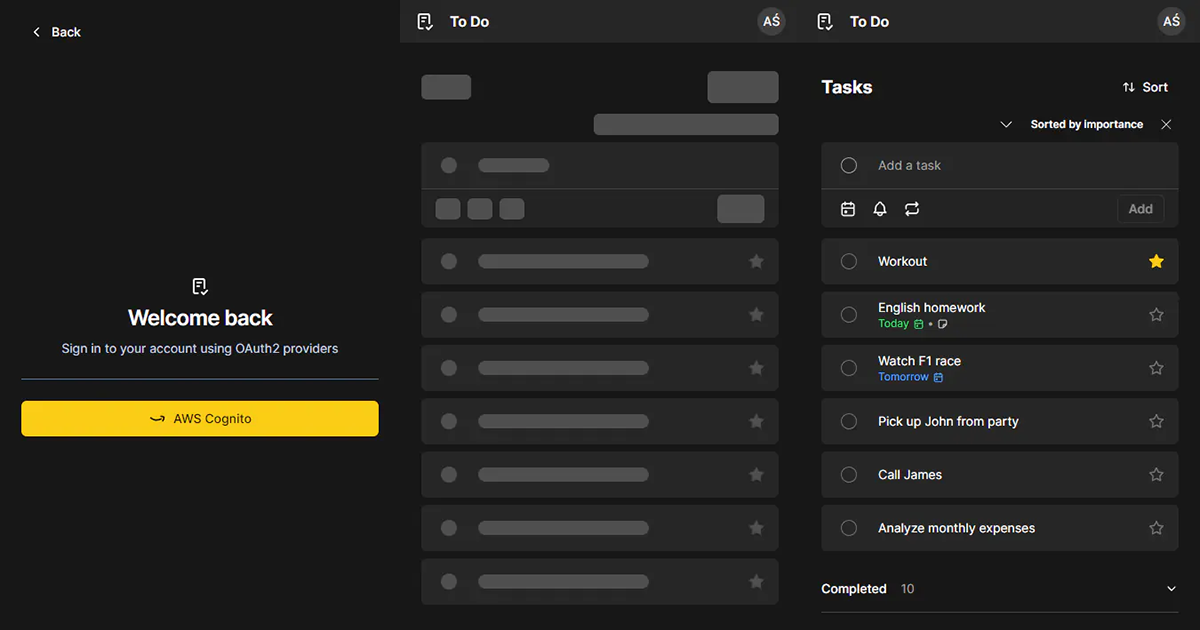 Back
Welcome back
Sign in to your account using OAuth2 providers
AWS Cognito
To Do
AŚ
To Do
AŚ
Tasks
Sort
Sorted by importance
Add a task
Add
Workout
English homework
Today •
Watch F1 race
Tomorrow
Pick up John from party
Call James
Analyze monthly expenses
Completed 10